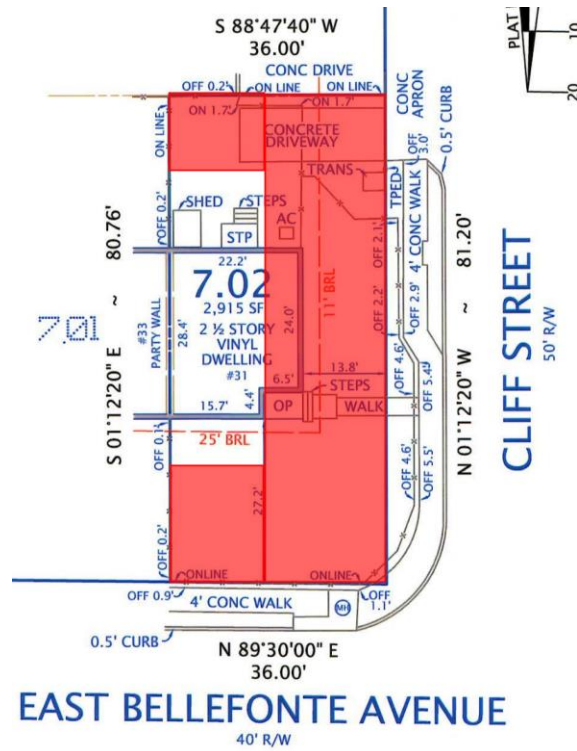 S 88°47'40" W
36.00'
PLAT
10
20
CONC DRIVE
OFF 0.2'
ON LINE
ON LINE
ON 1.7'
ON 1.7'
CONC
APRON
0.5' CURB
ON LINE
CONCRETE
DRIVEWAY
OFF
3.0'
TRANS
TPED
4' CONC WALK
SHED
STEPS
OFF 0.2'
AC
STP
OFF 2.1'
80.76'
~
S 01°12'20" E
81.20'
~
N 01°12'20" W
CLIFF STREET
50' R/W
22.2'
7.02
2,915 SF
2 ½ STORY
VINYL
DWELLING
#31
7.01
#33
PARTY WALL
28.4'
24.0'
11' BRL
OFF 2.2'
OFF 2.9'
13.8'
6.5'
STEPS
OFF 4.6'
OFF 5.4'
4.4'
15.7'
OP
WALK
OFF 0.1'
25' BRL
27.2'
OFF 4.6'
OFF 5.5'
OFF 0.2'
ONLINE
ONLINE
OFF 0.9'
OFF
1.1'
4' CONC WALK
MH
0.5' CURB
N 89°30'00" E
36.00'
EAST BELLEFONTE AVENUE
40' R/W